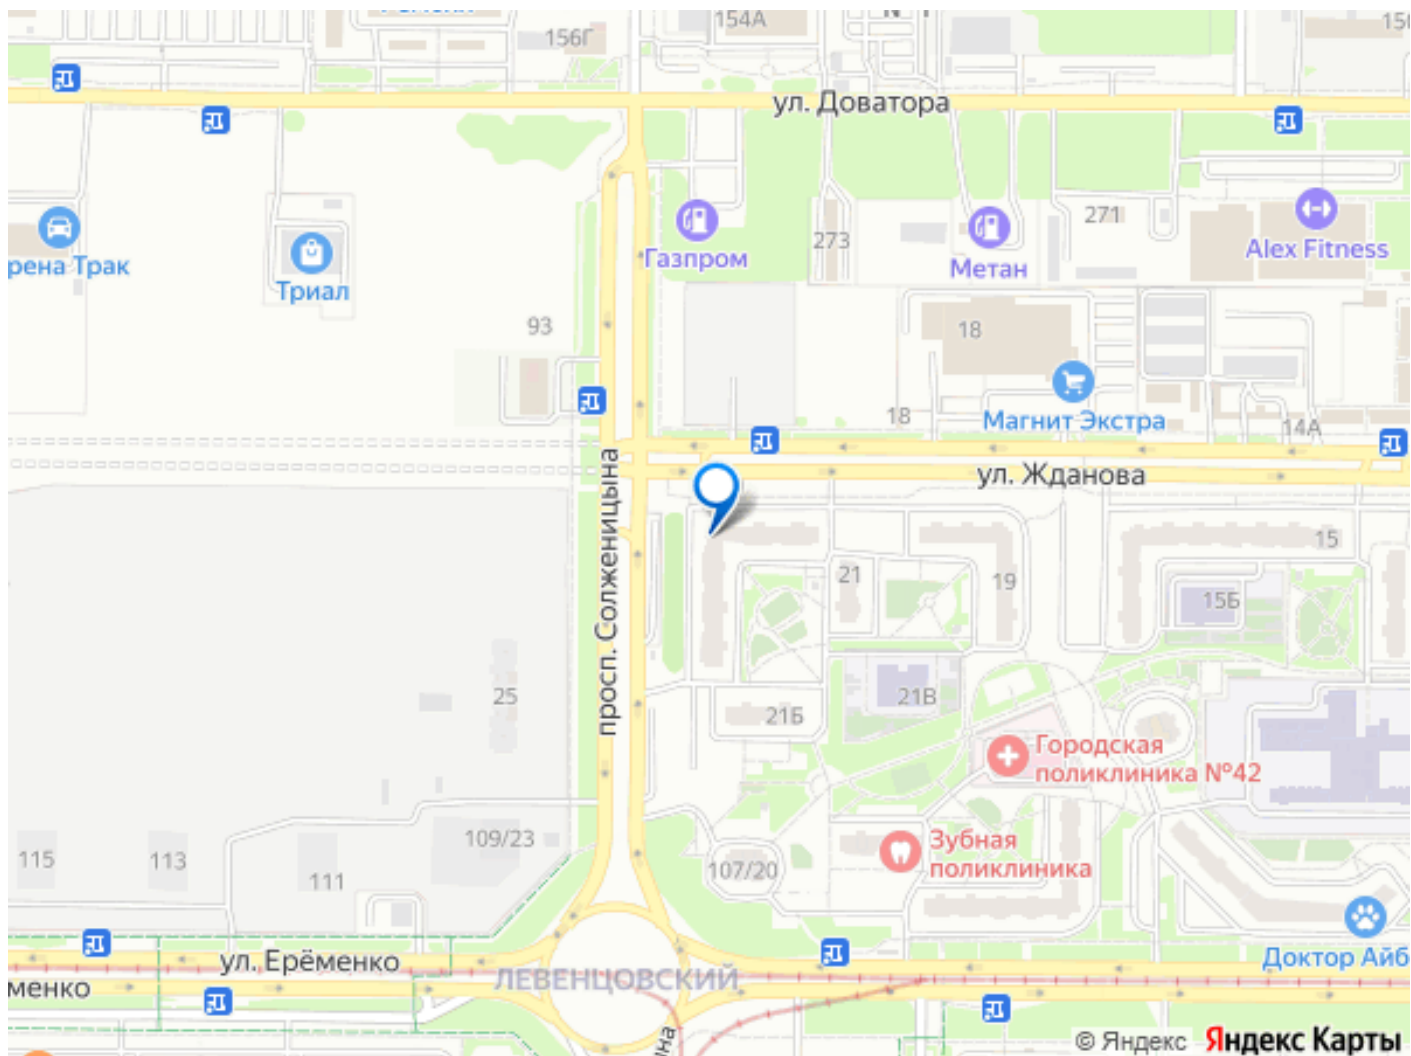 154А
156Г
ул. Доватора
271
273
Газпром
Метан
Alex Fitness
рена Трак
Триал
93
18
18
Магнит Экстра
14А
ул. Жданова
просп. Солженицына
15
21
19
15Б
25
21Б
21В
Городская
поликлиника №42
109/23
115
113
111
107/20
Зубная
поликлиника
ул. Ерёменко
ЛЕВЕНЦОВСКИЙ
Доктор Айб
менко
ина
© Яндекс Яндекс Карты